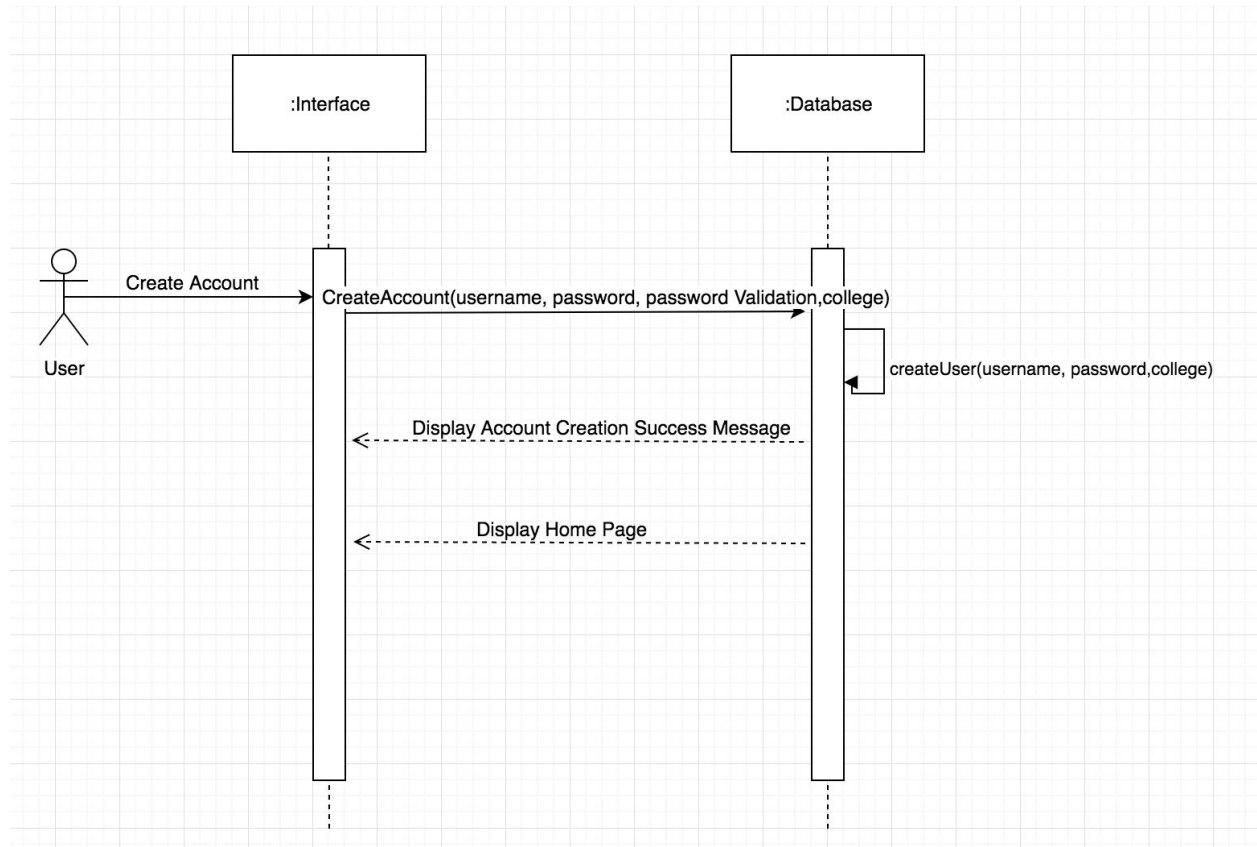 :Interface
:Database
Create Account
CreateAccount(username, password, password Validation,college)
User
createUser(username, password,college)
Display Account Creation Success Message
Display Home Page